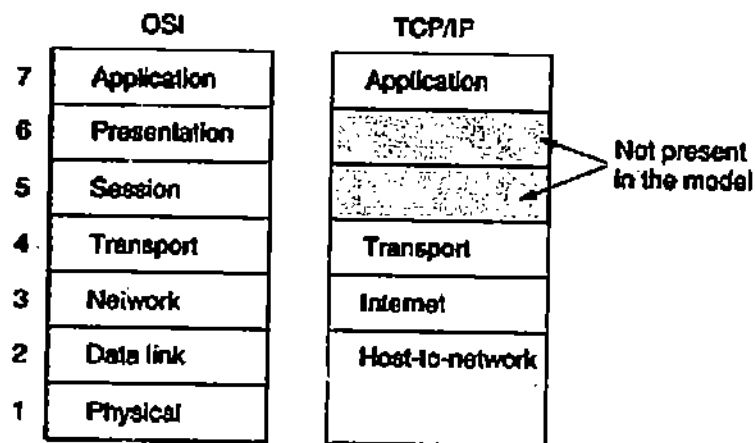 OSI TCP/IP
7 Application Application
6 Presentation
5 Session
Not present
in the model
4 Transport Transport
3 Network Internet
2 Data link Host-to-network
1 Physical